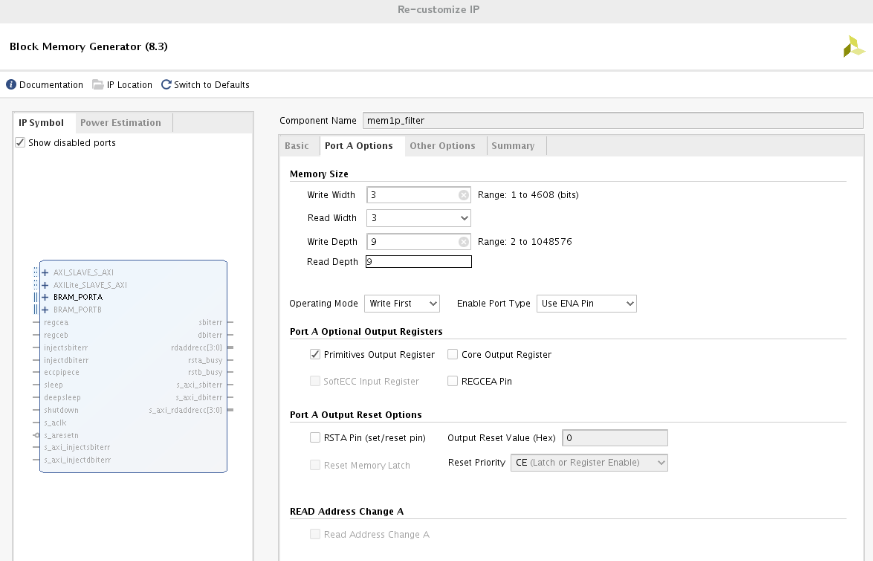 Re-customize IP
Block Memory Generator (8.3)
Documentation IP Location Switch to Defaults
IP Symbol Power Estimation
Show disabled ports
AXI_SLAVE_S_AXI
AXILite_SLAVE_S_AXI
BRAM_PORTA
BRAM_PORTB
regcea sbiterr
regceb dbiterr
injectsbiterr rdaddrecc[3:0]
injectdbiterr rsta_busy
eccpipece rstb_busy
sleep s_axi_sbiterr
deepsleep s_axi_dbiterr
shutdown s_axi_rdaddrecc[3:0]
s_aclk
s_aresetn
s_axi_injectsbiterr
s_axi_injectdbiterr
Component Name mem1p_filter
Basic Port A Options Other Options Summary
Memory Size
Write Width 3 Range: 1 to 4608 (bits)
Read Width 3
Write Depth 9 Range: 2 to 1048576
Read Depth 9
Operating Mode Write First Enable Port Type Use ENA Pin
Port A Optional Output Registers
Primitives Output Register Core Output Register
SoftECC Input Register REGCEA Pin
Port A Output Reset Options
RSTA Pin (set/reset pin) Output Reset Value (Hex) 0
Reset Memory Latch Reset Priority CE (Latch or Register Enable)
READ Address Change A
Read Address Change A